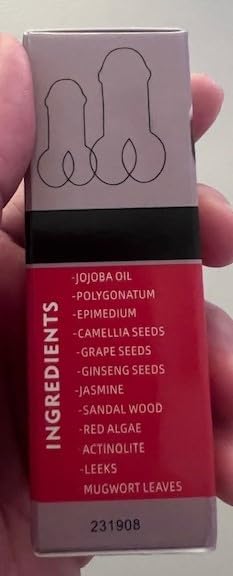 INGREDIENTS
-JOJOBA OIL
-POLYGONATUM
-EPIMEDIUM
-CAMELLIA SEEDS
-GRAPE SEEDS
-GINSENG SEEDS
-JASMINE
-SANDAL WOOD
-RED ALGAE
ACTINOLITE
-LEEKS
MUGWORT LEAVES
231908